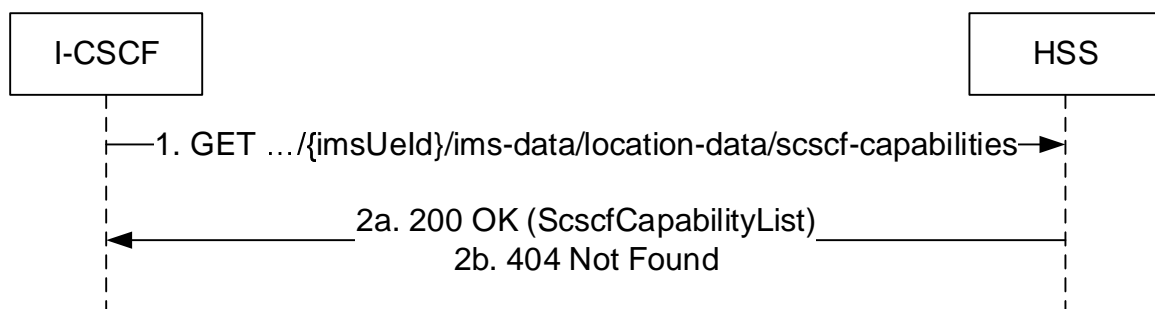 I-CSCF
HSS
1. GET …/{imsUeId}/ims-data/location-data/scscf-capabilities
2a. 200 OK (ScscfCapabilityList)
2b. 404 Not Found